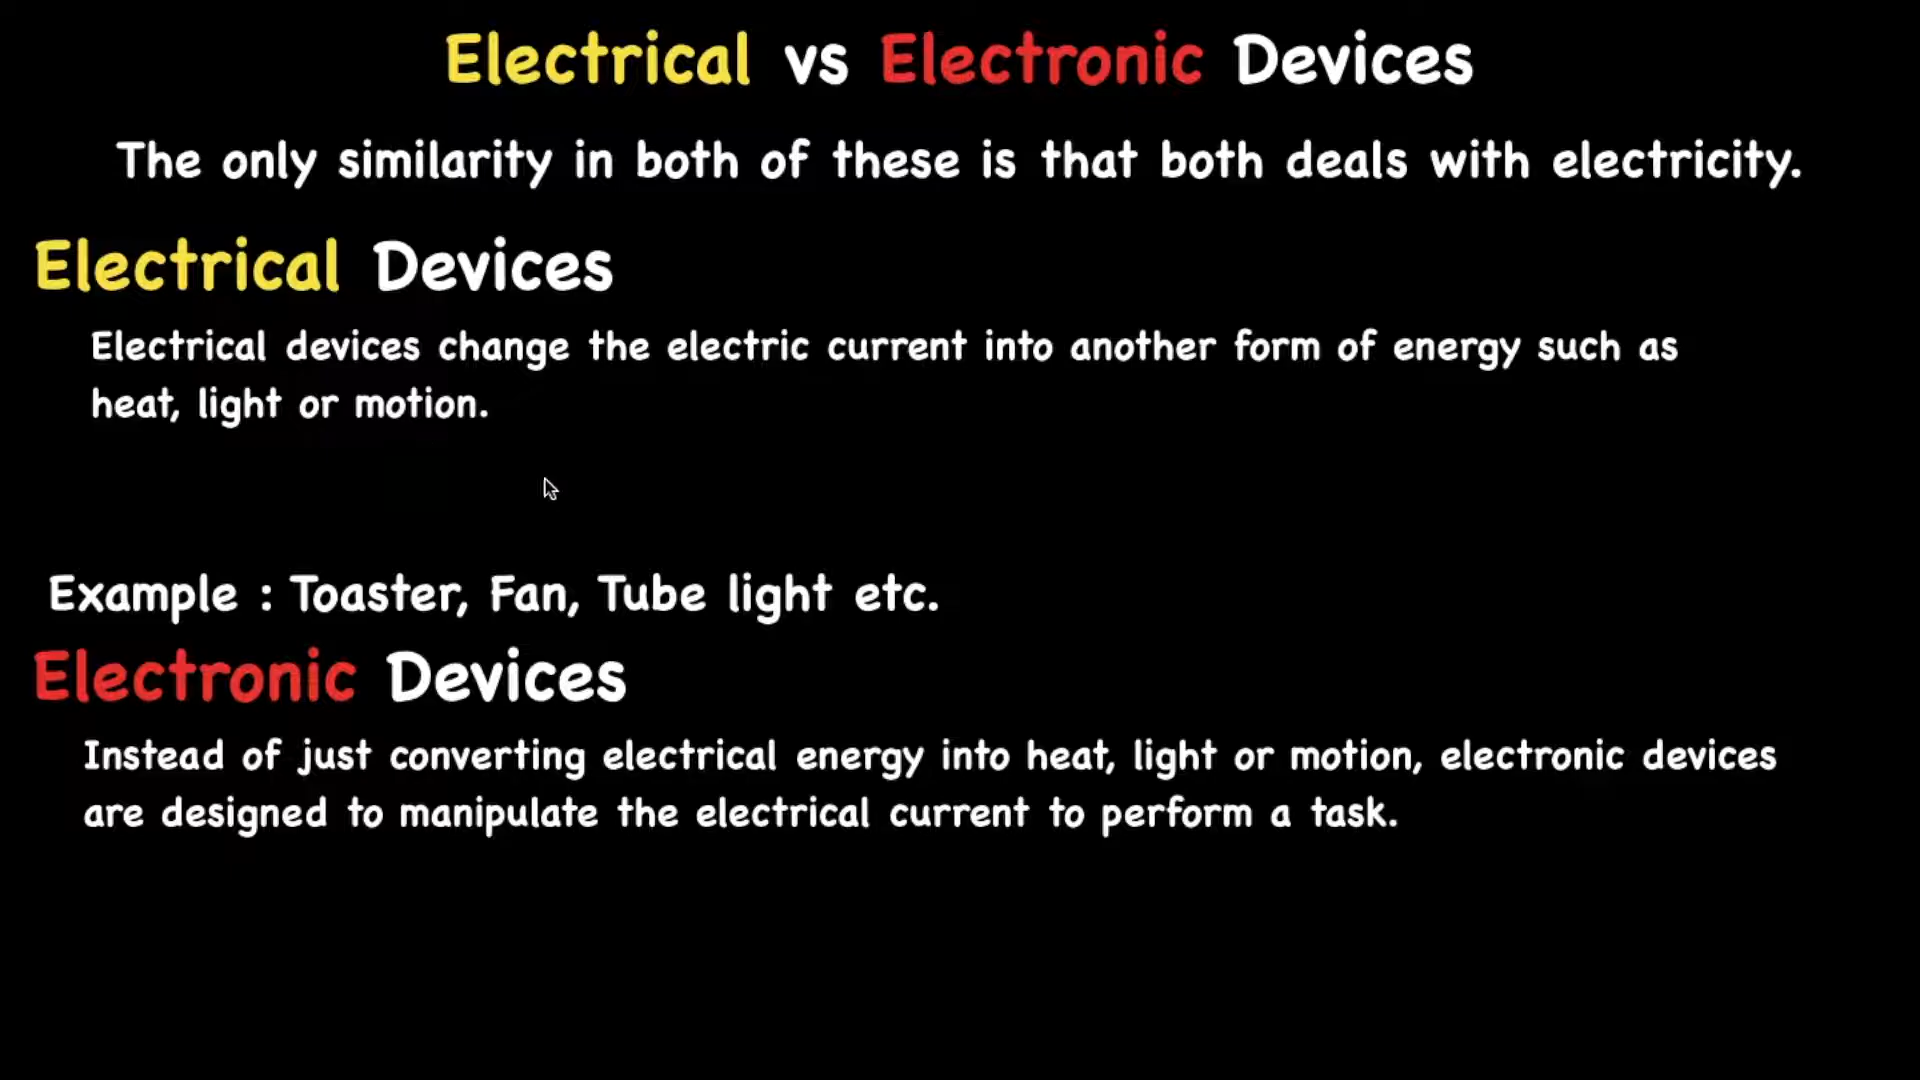 Electrical vs Electronic Devices
The only similarity in both of these is that both deals with electricity.
Electrical Devices
Electrical devices change the electric current into another form of energy such as
heat, light or motion.
Example : Toaster, Fan, Tube light etc.
Electronic Devices
Instead of just converting electrical energy into heat, light or motion, electronic devices
are designed to manipulate the electrical current to perform a task.